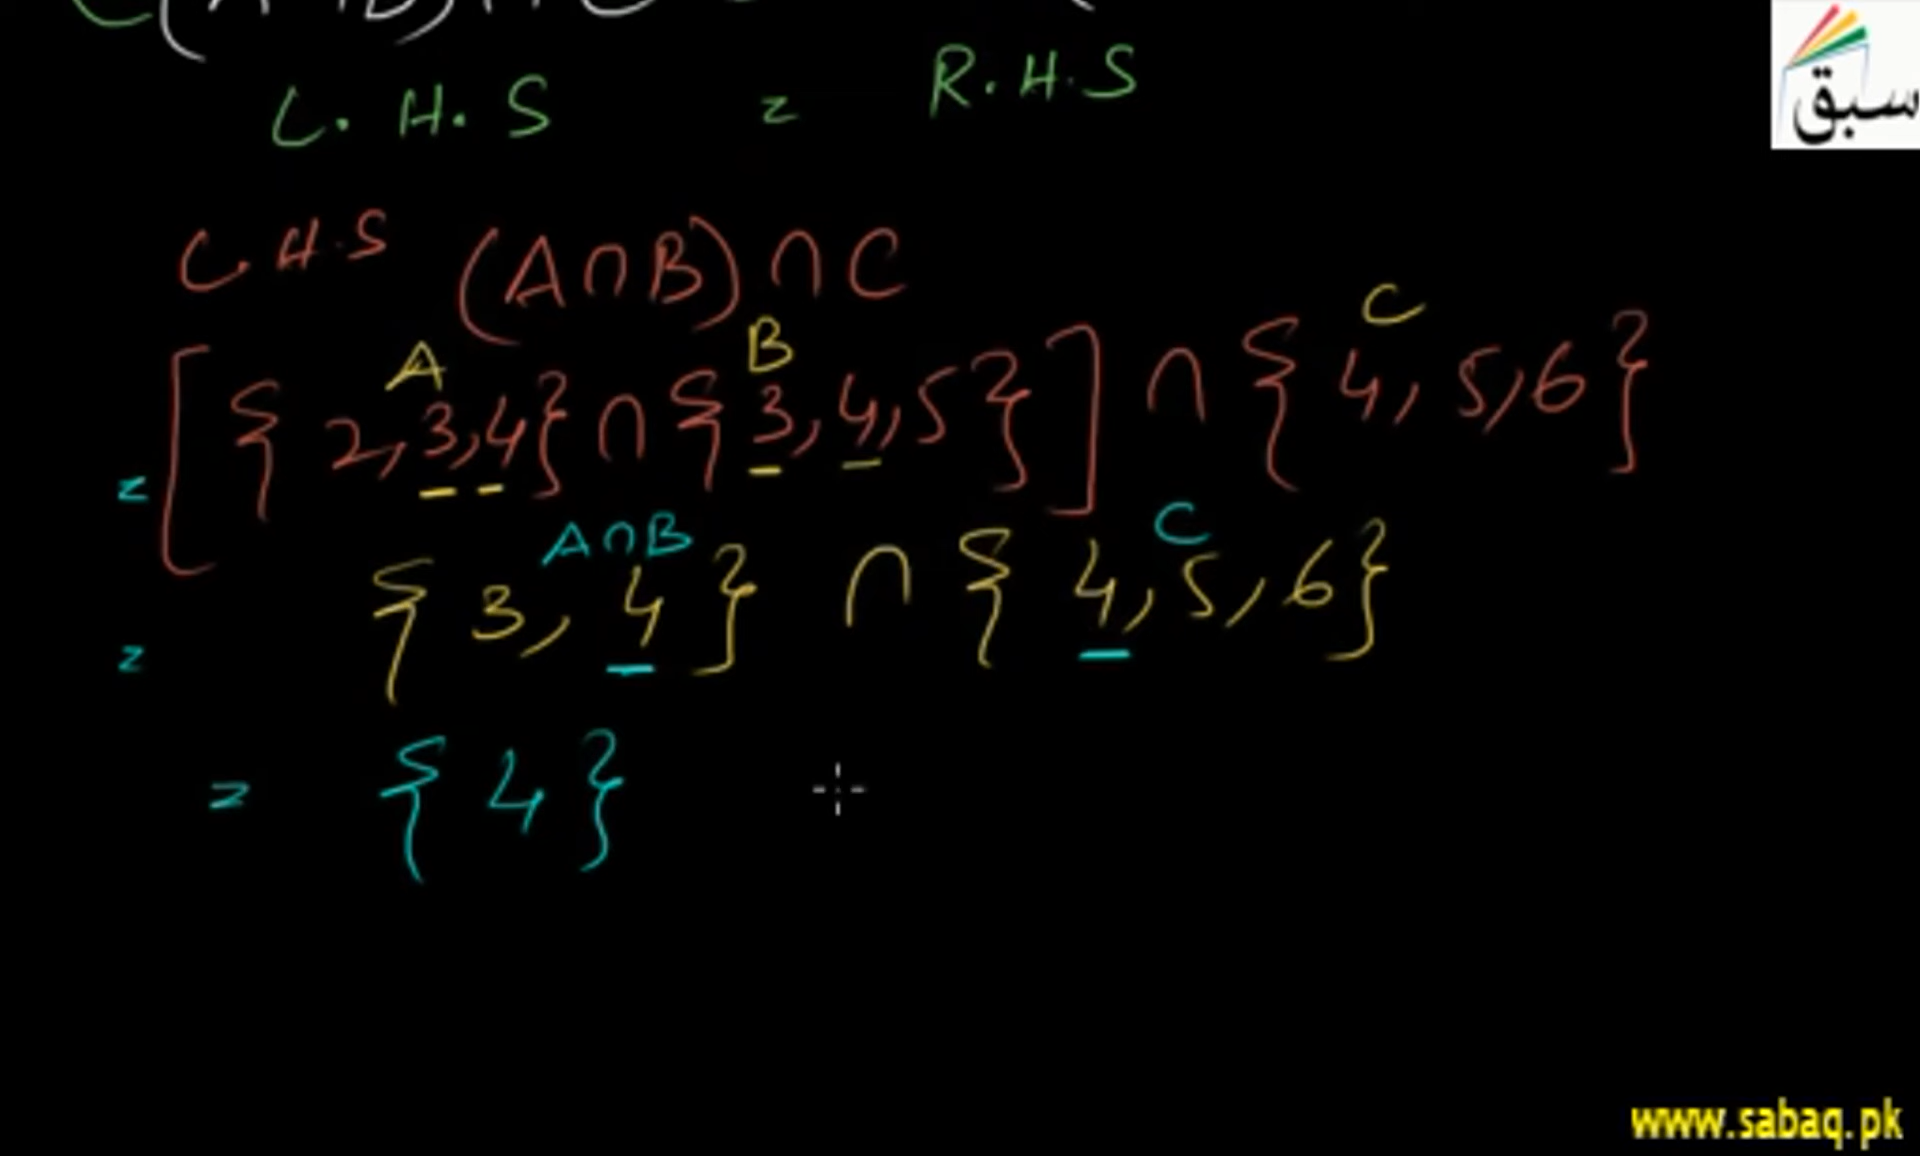 L.H.S = R.H.S
سبق
L.H.S (A∩B)∩C
A B C
= [{2,3,4}∩{3,4,5}]∩{4,5,6}
A∩B C
= {3,4} ∩ {4,5,6}
= {4}
www.sabaq.pk